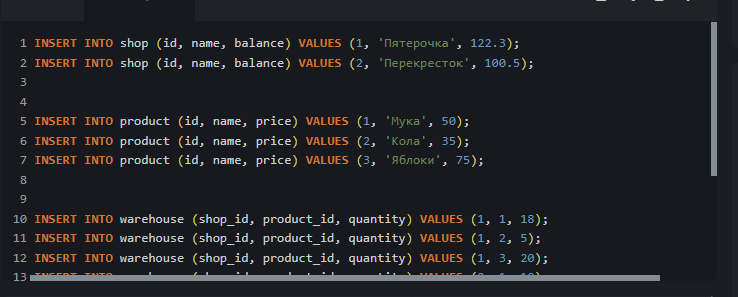 1 INSERT INTO shop (id, name, balance) VALUES (1, 'Пятерочка', 122.3);
2 INSERT INTO shop (id, name, balance) VALUES (2, 'Перекресток', 100.5);
3
4
5 INSERT INTO product (id, name, price) VALUES (1, 'Мука', 50);
6 INSERT INTO product (id, name, price) VALUES (2, 'Кола', 35);
7 INSERT INTO product (id, name, price) VALUES (3, 'Яблоки', 75);
8
9
10 INSERT INTO warehouse (shop_id, product_id, quantity) VALUES (1, 1, 18);
11 INSERT INTO warehouse (shop_id, product_id, quantity) VALUES (1, 2, 5);
12 INSERT INTO warehouse (shop_id, product_id, quantity) VALUES (1, 3, 20);
13 INSERT INTO